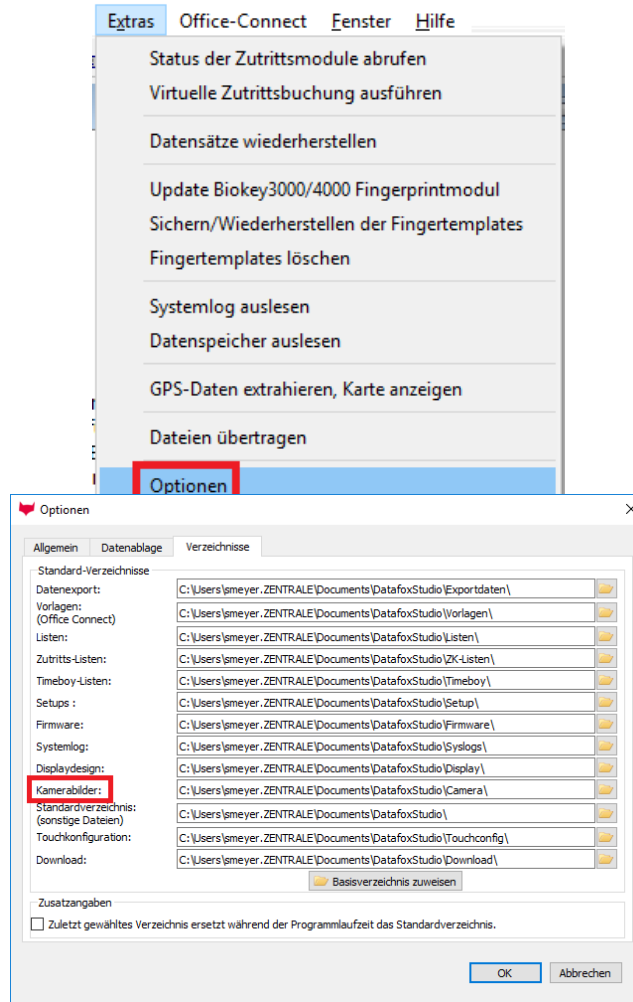 Extras Office-Connect Fenster Hilfe
Status der Zutrittsmodule abrufen
Virtuelle Zutrittsbuchung ausführen
Datensätze wiederherstellen
Update Biokey3000/4000 Fingerprintmodul
Sichern/Wiederherstellen der Fingertemplates
Fingertemplates löschen
Systemlog auslesen
Datenspeicher auslesen
GPS-Daten extrahieren, Karte anzeigen
Dateien übertragen
Optionen
Optionen
Allgemein Datenablage Verzeichnisse
Standard-Verzeichnisse
Datenexport: C:\Users\smeyer.ZENTRALE\Documents\DatafoxStudio\Exportdaten\
Vorlagen:
(Office Connect) C:\Users\smeyer.ZENTRALE\Documents\DatafoxStudio\Vorlagen\
Listen: C:\Users\smeyer.ZENTRALE\Documents\DatafoxStudio\Listen\
Zutritts-Listen: C:\Users\smeyer.ZENTRALE\Documents\DatafoxStudio\ZK-Listen\
Timeboy-Listen: C:\Users\smeyer.ZENTRALE\Documents\DatafoxStudio\Timeboy\
Setups : C:\Users\smeyer.ZENTRALE\Documents\DatafoxStudio\Setup\
Firmware: C:\Users\smeyer.ZENTRALE\Documents\DatafoxStudio\Firmware\
Systemlog: C:\Users\smeyer.ZENTRALE\Documents\DatafoxStudio\Syslogs\
Displaydesign: C:\Users\smeyer.ZENTRALE\Documents\DatafoxStudio\Display\
Kamerabilder: C:\Users\smeyer.ZENTRALE\Documents\DatafoxStudio\Camera\
Standardverzeichnis:
(sonstige Dateien) C:\Users\smeyer.ZENTRALE\Documents\DatafoxStudio\
Touchkonfiguration: C:\Users\smeyer.ZENTRALE\Documents\DatafoxStudio\Touchconfig\
Download: C:\Users\smeyer.ZENTRALE\Documents\DatafoxStudio\Download\
Basisverzeichnis zuweisen
Zusatzangaben
Zuletzt gewähltes Verzeichnis ersetzt während der Programmlaufzeit das Standardverzeichnis.
OK Abbrechen